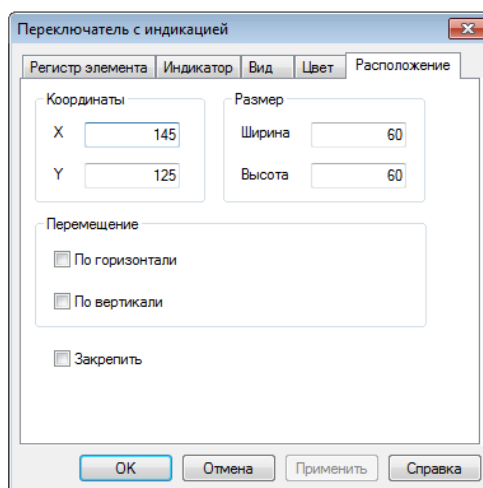 Переключатель с индикацией
Регистр элемента Индикатор Вид Цвет Расположение
Координаты Размер
X 145 Ширина 60
Y 125 Высота 60
Перемещение
По горизонтали
По вертикали
Закрепить
OK Отмена Применить Справка